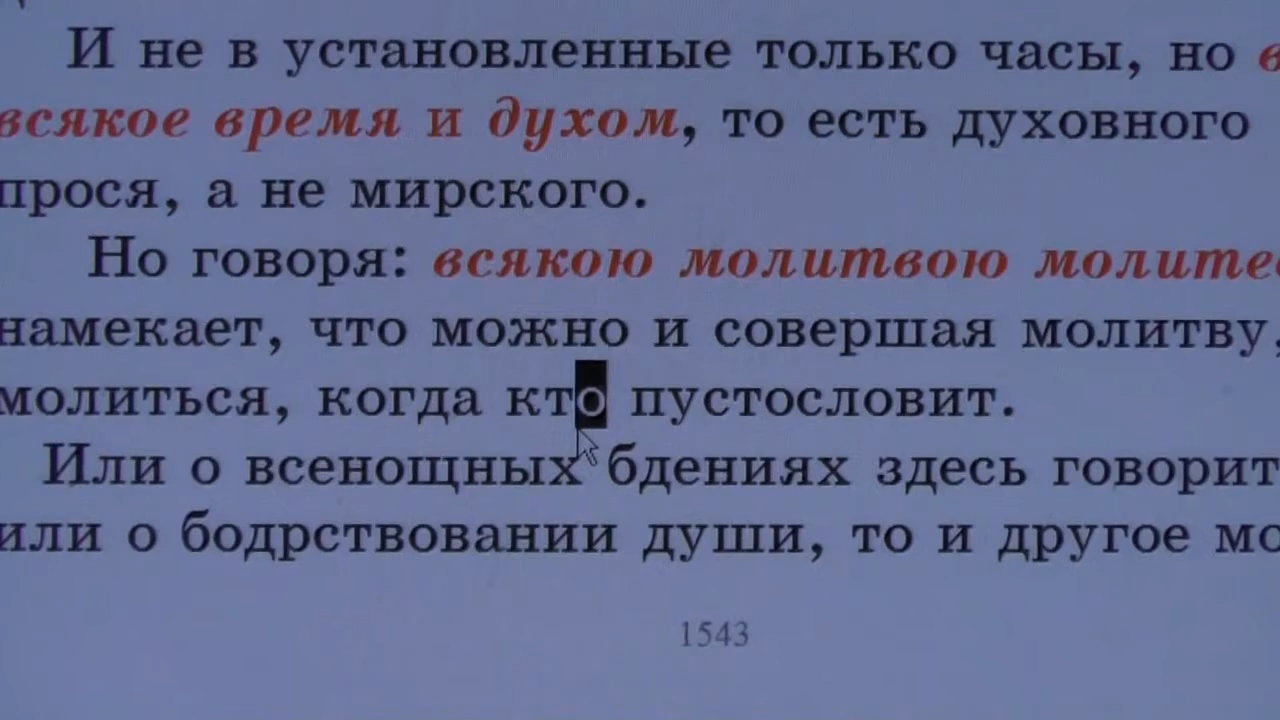 И не в установленные только часы, но
всякое время и духом, то есть духовного
прося, а не мирского.
Но говоря: всякою молитвою
намекает, что можно и совершая молитву,
молиться, когда кто пустословит.
Или о всенощных бдениях здесь говорит
или о бодрствовании души, то и другое
1543